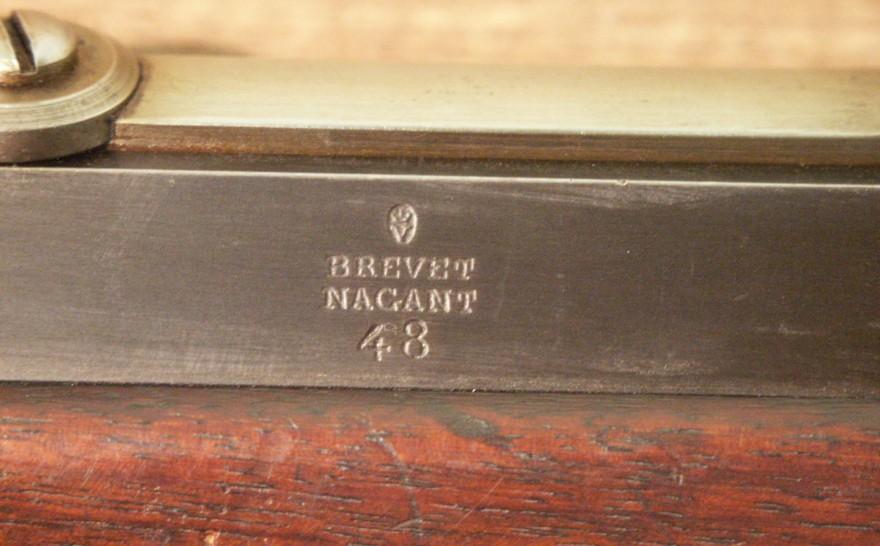 BREVET
NAGANT
48